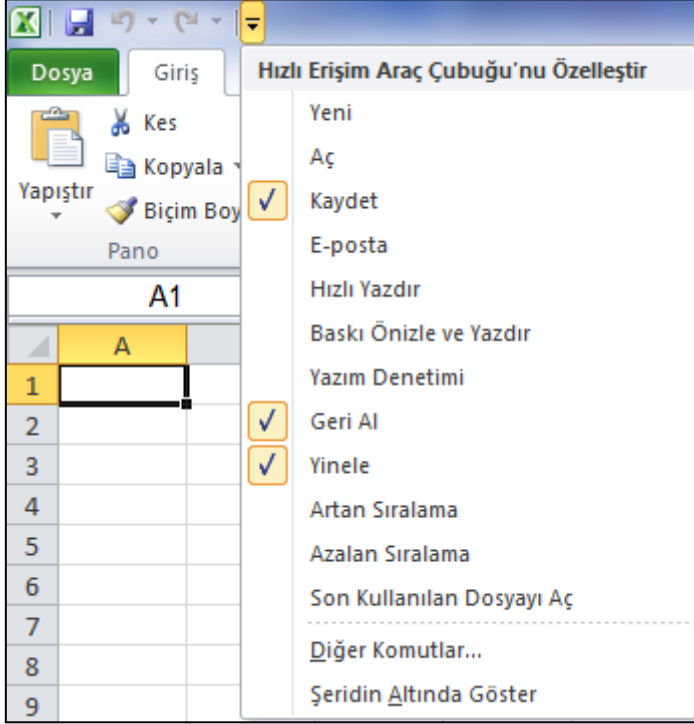 Dosya
Giriş
Kes
Kopyala
Biçim Boy
Yapıştır
Pano
A1
A
1
2
3
4
5
6
7
8
9
Hızlı Erişim Araç Çubuğu'nu Özelleştir
Yeni
Aç
Kaydet
E-posta
Hızlı Yazdır
Baskı Önizle ve Yazdır
Yazım Denetimi
Geri Al
Yinele
Artan Sıralama
Azalan Sıralama
Son Kullanılan Dosyayı Aç
Diğer Komutlar...
Şeridin Altında Göster